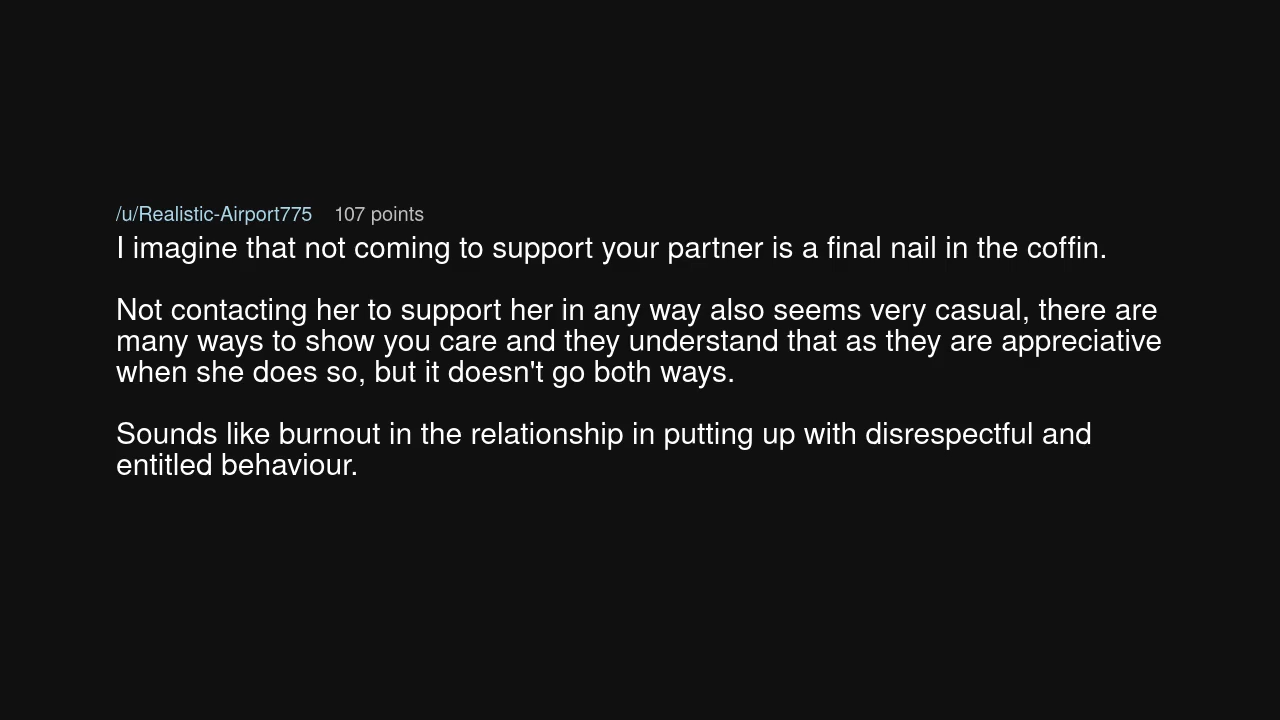 /u/Realistic-Airport775 107 points
I imagine that not coming to support your partner is a final nail in the coffin.
Not contacting her to support her in any way also seems very casual, there are
many ways to show you care and they understand that as they are appreciative
when she does so, but it doesn't go both ways.
Sounds like burnout in the relationship in putting up with disrespectful and
entitled behaviour.